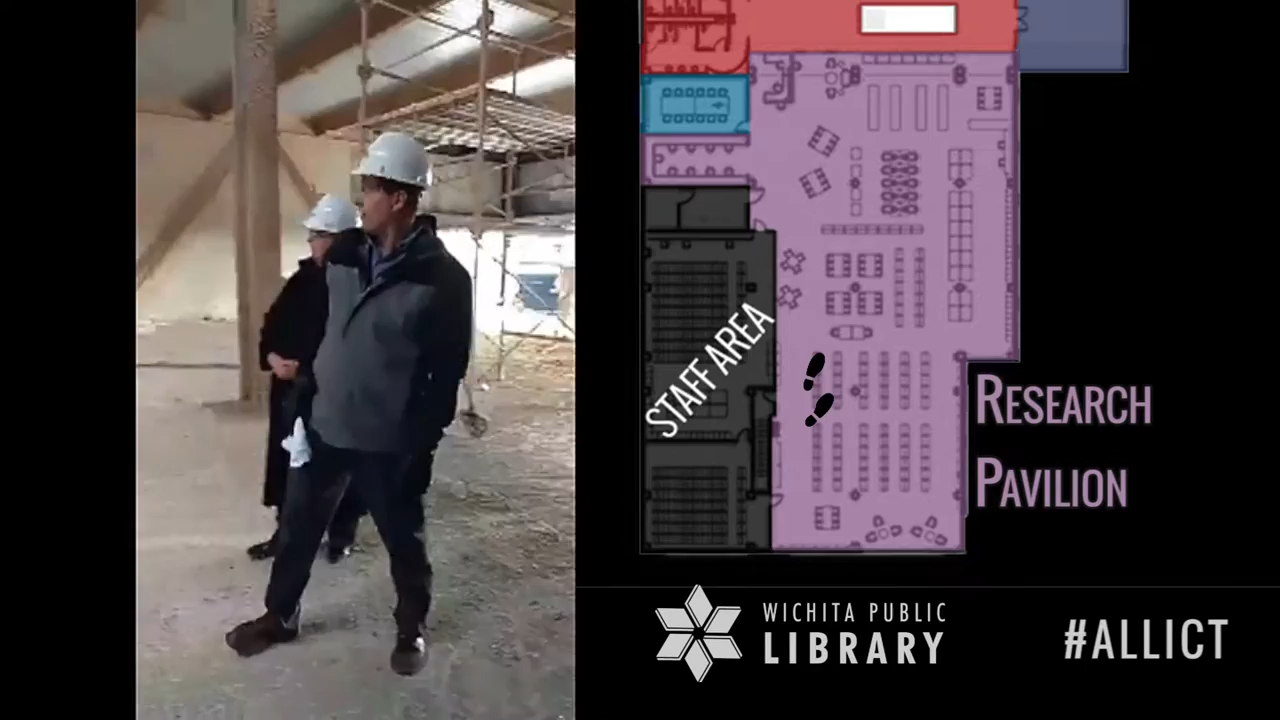 STAFF AREA
RESEARCH
PAVILION
WICHITA PUBLIC
LIBRARY
#ALLICT